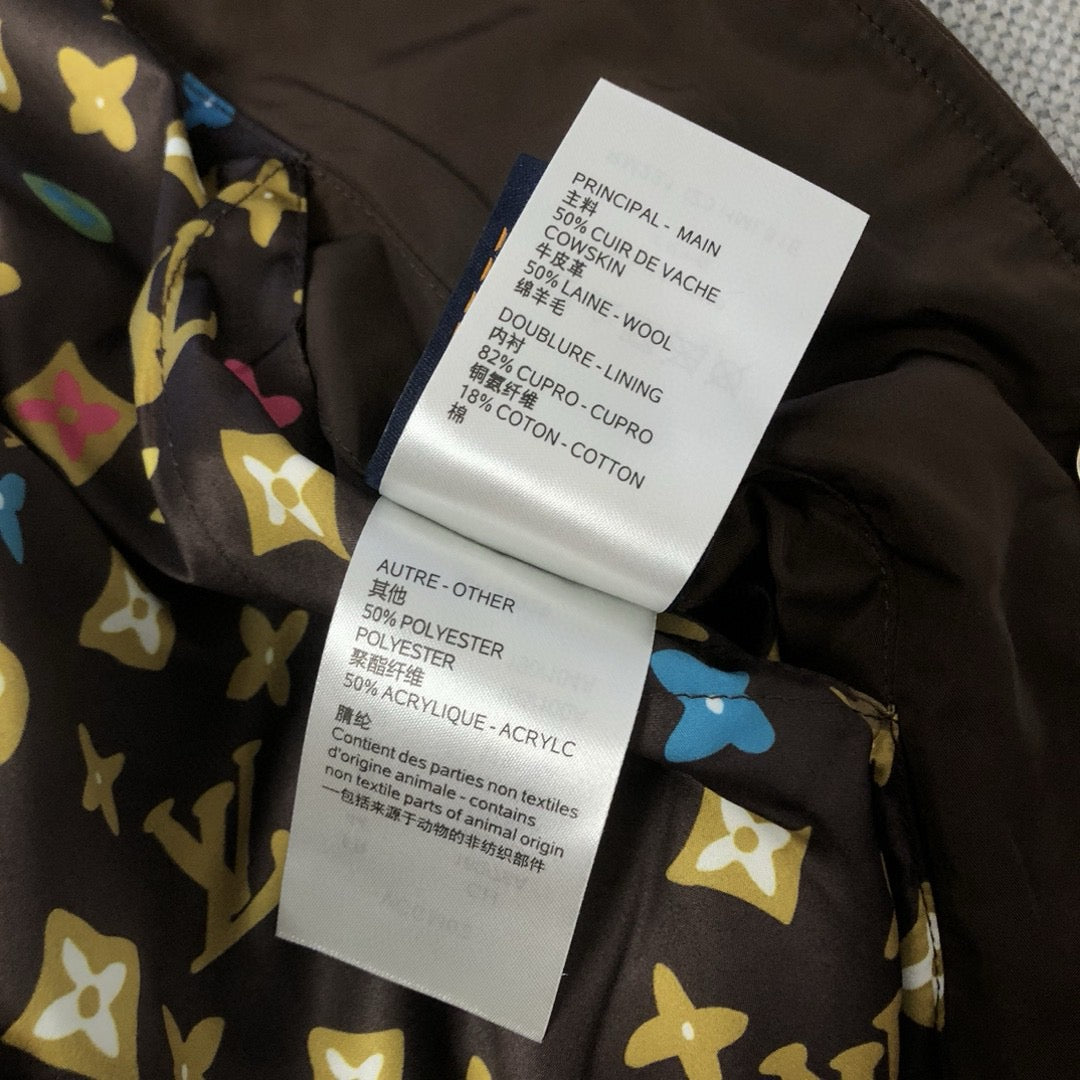 PRINCIPAL - MAIN
主料
50% CUIR DE VACHE
COWSKIN
牛皮革
50% LAINE - WOOL
绵羊毛
DOUBLURE - LINING
内衬
82% CUPRO - CUPRO
铜氨纤维
18% COTON - COTTON
棉
AUTRE - OTHER
其他
50% POLYESTER
POLYESTER
聚酯纤维
50% ACRYLIQUE - ACRYLC
腈纶
Contient des parties non textiles
d'origine animale - contains
non textile parts of animal origin
一包括来源于动物的非纺织部件